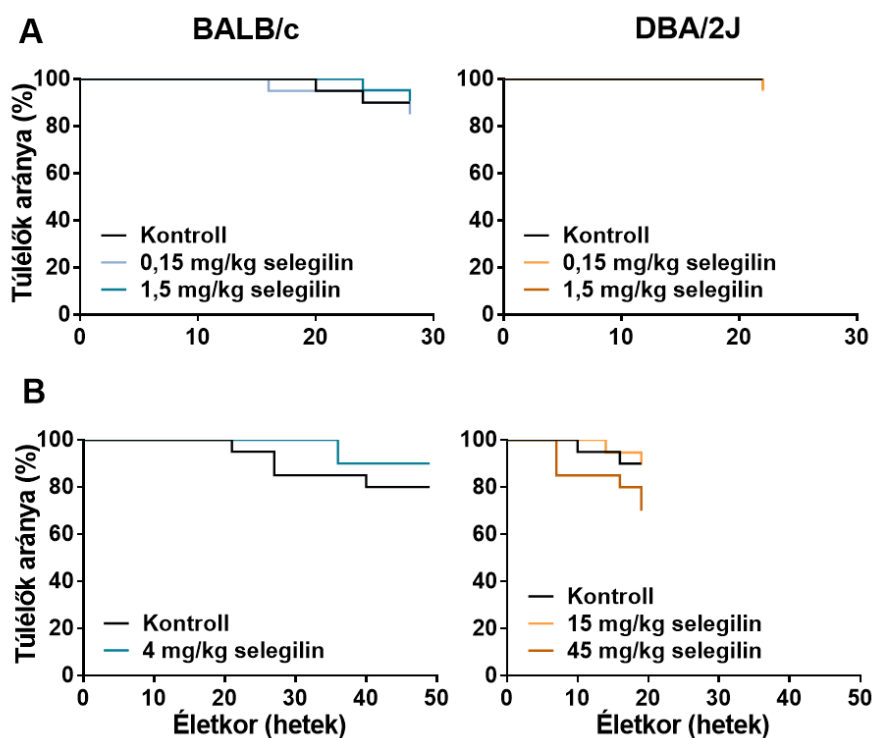 A
BALB/c
DBA/2J
Túlélők aránya (%)
100
80
60
40
20
0
Kontroll
0,15 mg/kg selegilin
1,5 mg/kg selegilin
0 10 20 30
100
80
60
40
20
0
Kontroll
0,15 mg/kg selegilin
1,5 mg/kg selegilin
0 10 20 30
B
Túlélők aránya (%)
100
80
60
40
20
0
Kontroll
4 mg/kg selegilin
0 10 20 30 40 50
Életkor (hetek)
100
80
60
40
20
0
Kontroll
15 mg/kg selegilin
45 mg/kg selegilin
0 10 20 30 40 50
Életkor (hetek)